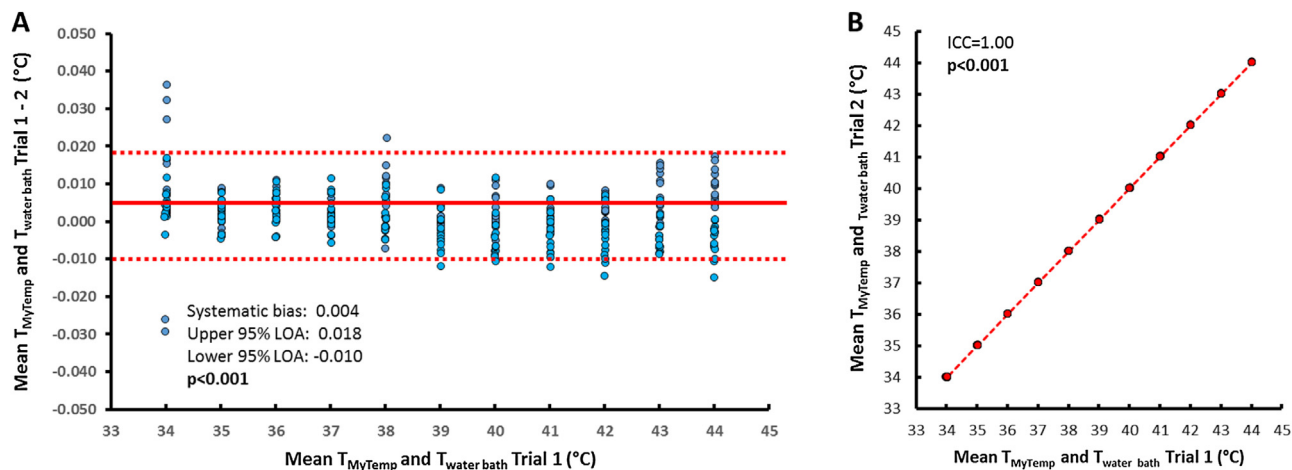 A
Mean TMyTemp and Twater bath Trial 1 - 2 (°C)
0.050
0.040
0.030
0.020
0.010
0.000
-0.010
-0.020
-0.030
-0.040
-0.050
Systematic bias: 0.004
Upper 95% LOA: 0.018
Lower 95% LOA: -0.010
p<0.001
33 34 35 36 37 38 39 40 41 42 43 44 45
Mean TMyTemp and Twater bath Trial 1 (°C)
B
Mean TMyTemp and Twater bath Trial 2 (°C)
ICC=1.00
p<0.001
44
43
42
41
40
39
38
37
36
35
34
33
33 34 35 36 37 38 39 40 41 42 43 44 45
Mean TMyTemp and Twater bath Trial 1 (°C)